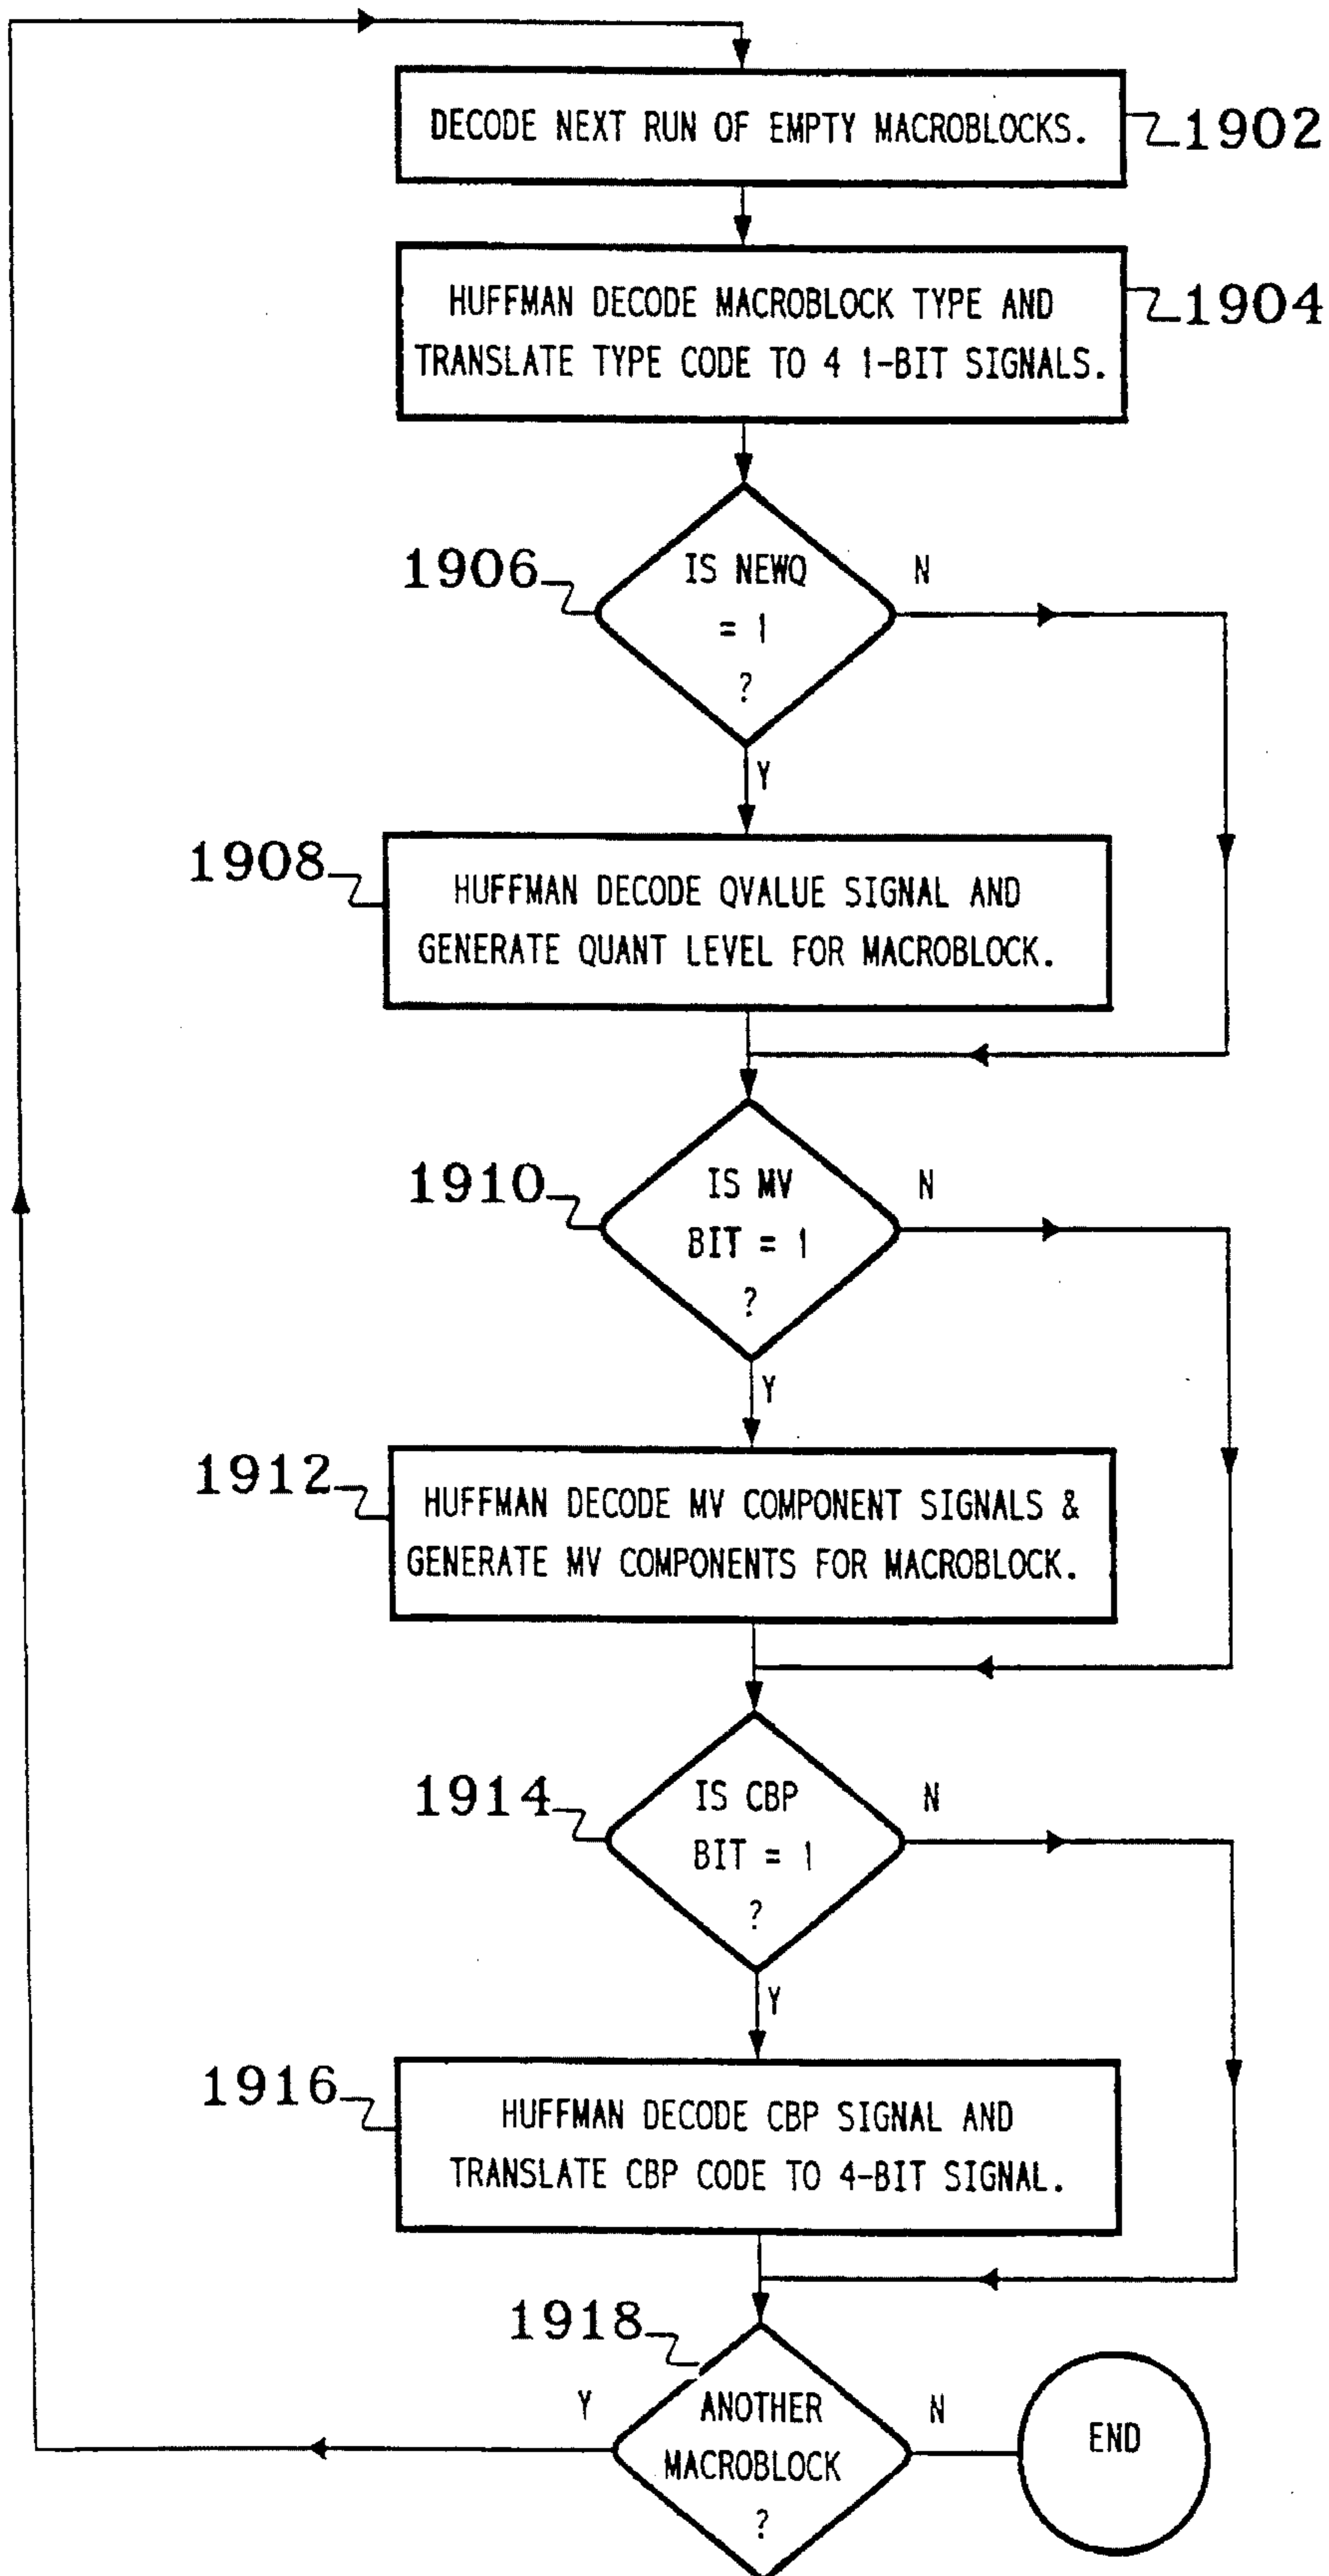 DECODE NEXT RUN OF EMPTY MACROBLOCKS.
1902
HUFFMAN DECODE MACROBLOCK TYPE AND
TRANSLATE TYPE CODE TO 4 1-BIT SIGNALS.
1904
1906
IS NEWQ
= 1
?
N
Y
1908
HUFFMAN DECODE QVALUE SIGNAL AND
GENERATE QUANT LEVEL FOR MACROBLOCK.
1910
IS MV
BIT = 1
?
N
Y
1912
HUFFMAN DECODE MV COMPONENT SIGNALS &
GENERATE MV COMPONENTS FOR MACROBLOCK.
1914
IS CBP
BIT = 1
?
N
Y
1916
HUFFMAN DECODE CBP SIGNAL AND
TRANSLATE CBP CODE TO 4-BIT SIGNAL.
1918
Y
ANOTHER
MACROBLOCK
?
N
END